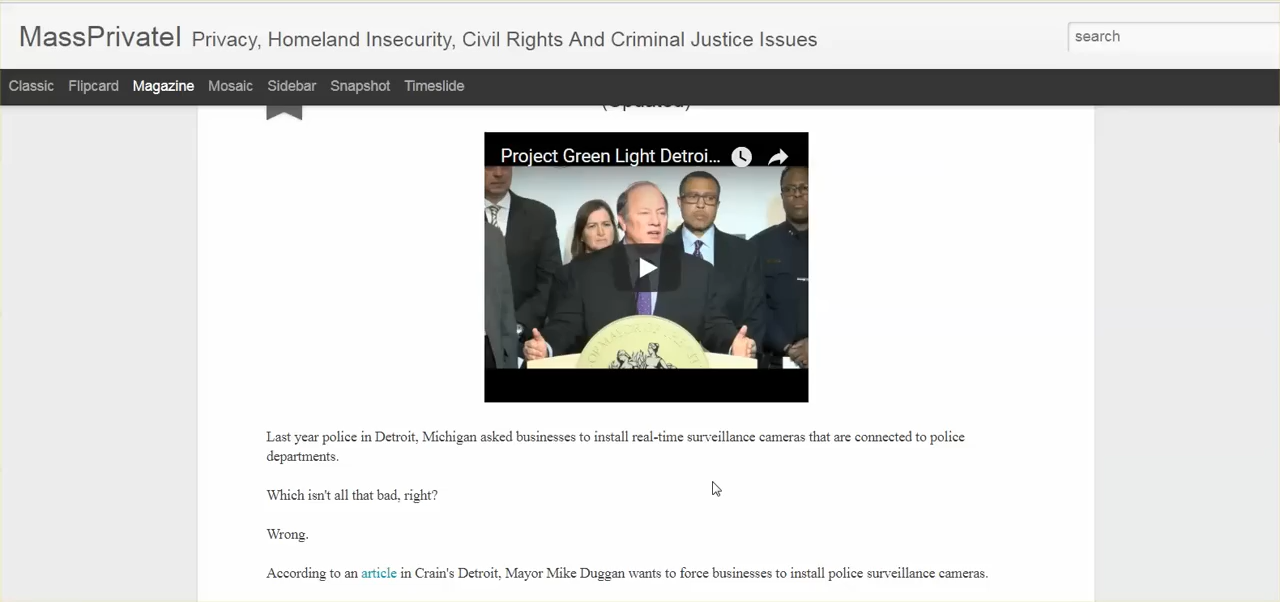 MassPrivateI Privacy, Homeland Insecurity, Civil Rights And Criminal Justice Issues
search
Classic Flipcard Magazine Mosaic Sidebar Snapshot Timeslide
(Updated)
Project Green Light Detroi...
Last year police in Detroit, Michigan asked businesses to install real-time surveillance cameras that are connected to police
departments.
Which isn't all that bad, right?
Wrong.
According to an article in Crain's Detroit, Mayor Mike Duggan wants to force businesses to install police surveillance cameras.